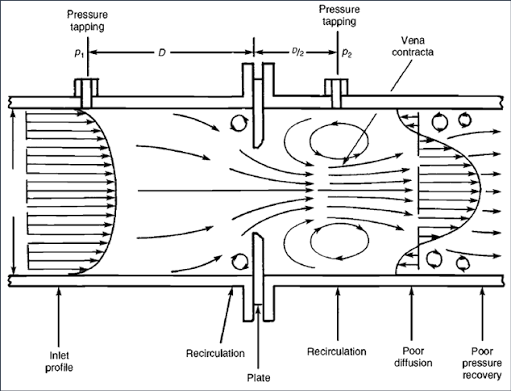 Pressure
tapping
Pressure
tapping
p1
D
D/2
p2
Vena
contracta
Inlet
profile
Recirculation
Plate
Recirculation
Poor
diffusion
Poor
pressure
recovery